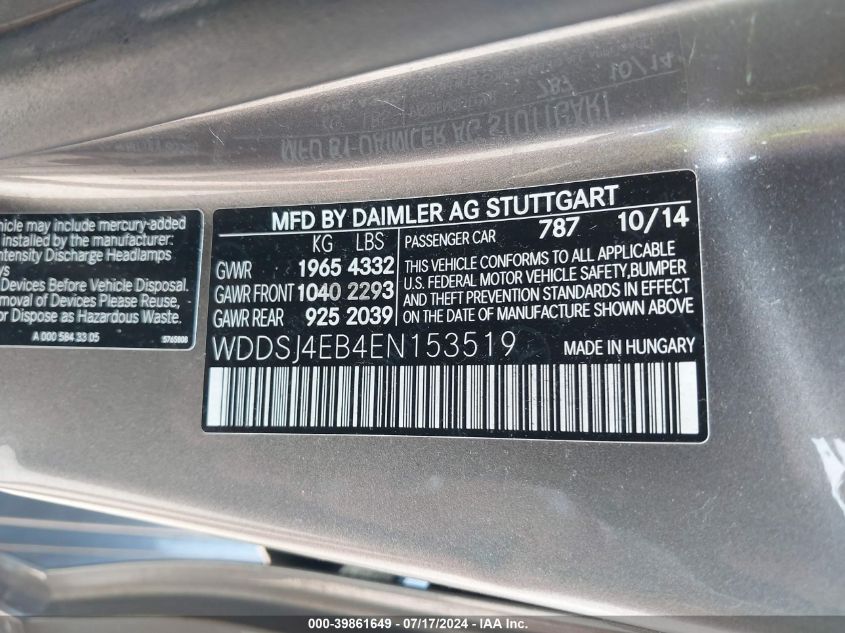 MFD BY DAIMLER AG STUTTGART
787 10/14
KG LBS
PASSENGER CAR
GVWR 1965 4332
GAWR FRONT 1040 2293
GAWR REAR 925 2039
THIS VEHICLE CONFORMS TO ALL APPLICABLE
U.S. FEDERAL MOTOR VEHICLE SAFETY, BUMPER
AND THEFT PREVENTION STANDARDS IN EFFECT
ON THE DATE OF MANUFACTURE SHOWN ABOVE
WDDSJ4EB4EN153519
MADE IN HUNGARY
hicle may include mercury-added
installed by the manufacturer:
ntensity Discharge Headlamps
ys
Devices Before Vehicle Disposal.
moval of Devices Please Reuse,
or Dispose as Hazardous Waste.
A 000 584 33 05
000-39861649 / 07/17/2024 - IAA Inc.